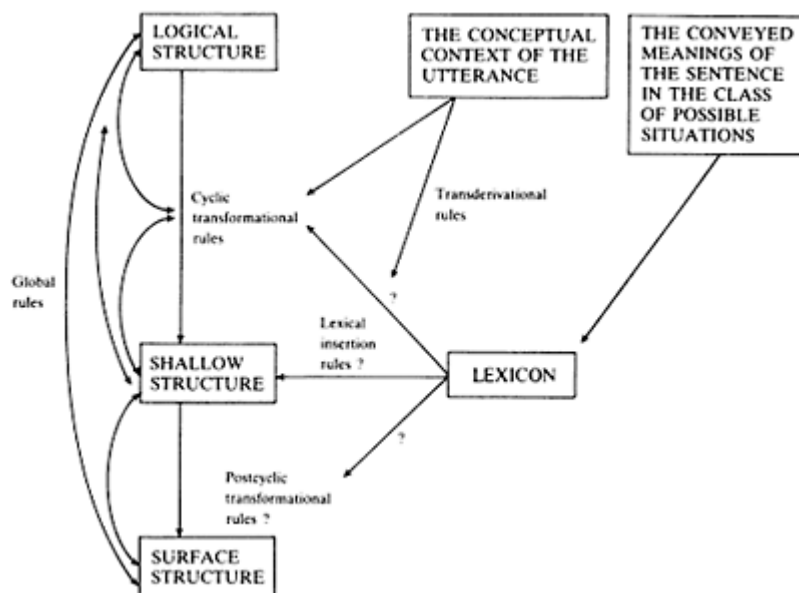 LOGICAL
STRUCTURE
THE CONCEPTUAL
CONTEXT OF THE
UTTERANCE
THE CONVEYED
MEANINGS OF
THE SENTENCE
IN THE CLASS
OF POSSIBLE
SITUATIONS
Cyclic
transformational
rules
Transderivational
rules
Global
rules
?
Lexical
insertion
rules ?
SHALLOW
STRUCTURE
LEXICON
?
Postcyclic
transformational
rules ?
SURFACE
STRUCTURE